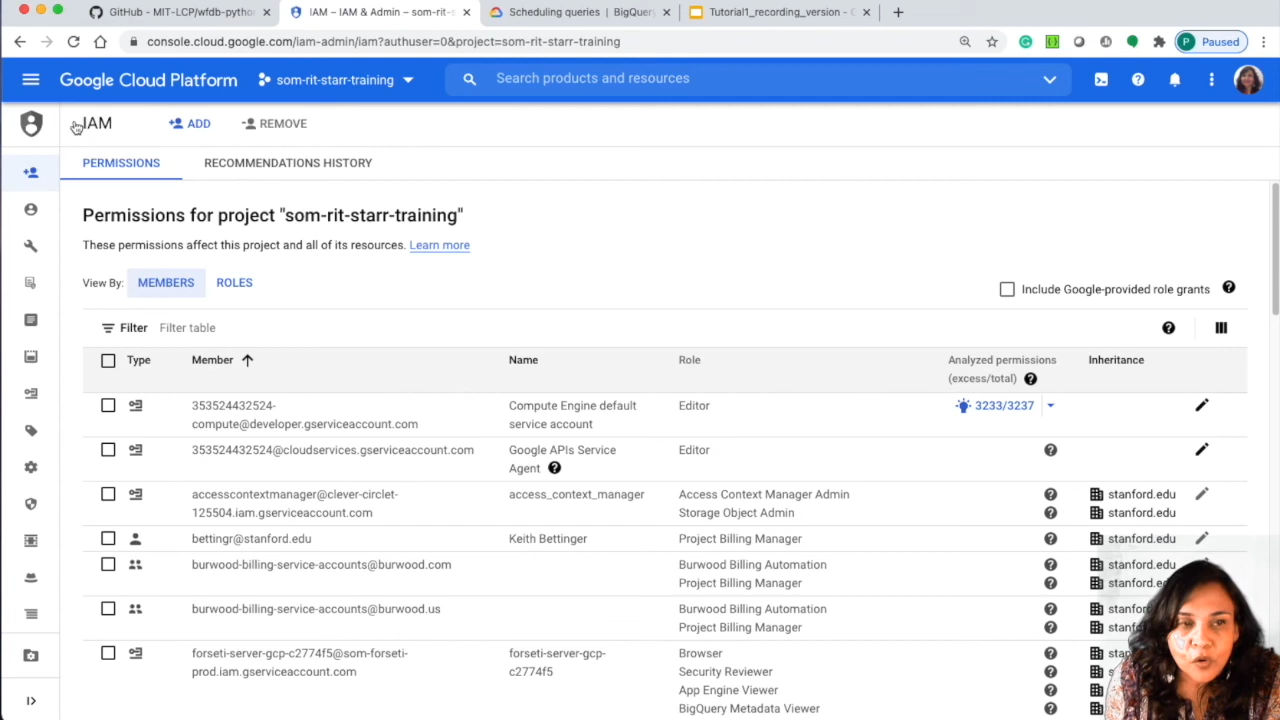 GitHub - MIT-LCP/wfdb-python
IAM – IAM & Admin – som-rit-s
Scheduling queries | BigQuery
Tutorial1_recording_version - G
console.cloud.google.com/iam-admin/iam?authuser=0&project=som-rit-starr-training
P Paused
Google Cloud Platform
som-rit-starr-training
Search products and resources
IAM
ADD
REMOVE
PERMISSIONS
RECOMMENDATIONS HISTORY
Permissions for project "som-rit-starr-training"
These permissions affect this project and all of its resources. Learn more
View By: MEMBERS ROLES
Include Google-provided role grants
Filter Filter table
Type Member Name Role Analyzed permissions Inheritance
(excess/total)
353524432524- Compute Engine default Editor 3233/3237
compute@developer.gserviceaccount.com service account
353524432524@cloudservices.gserviceaccount.com Google APIs Service Editor
Agent
accesscontextmanager@clever-circlet- access_context_manager Access Context Manager Admin stanford.edu
125504.iam.gserviceaccount.com Storage Object Admin stanford.edu
bettingr@stanford.edu Keith Bettinger Project Billing Manager stanford.edu
burwood-billing-service-accounts@burwood.com Burwood Billing Automation stanford.edu
Project Billing Manager stanford.ed
burwood-billing-service-accounts@burwood.us Burwood Billing Automation stanfor
Project Billing Manager stanfo
forseti-server-gcp-c2774f5@som-forseti- forseti-server-gcp- Browser stan
prod.iam.gserviceaccount.com c2774f5 Security Reviewer s
App Engine Viewer
BigQuery Metadata Viewer